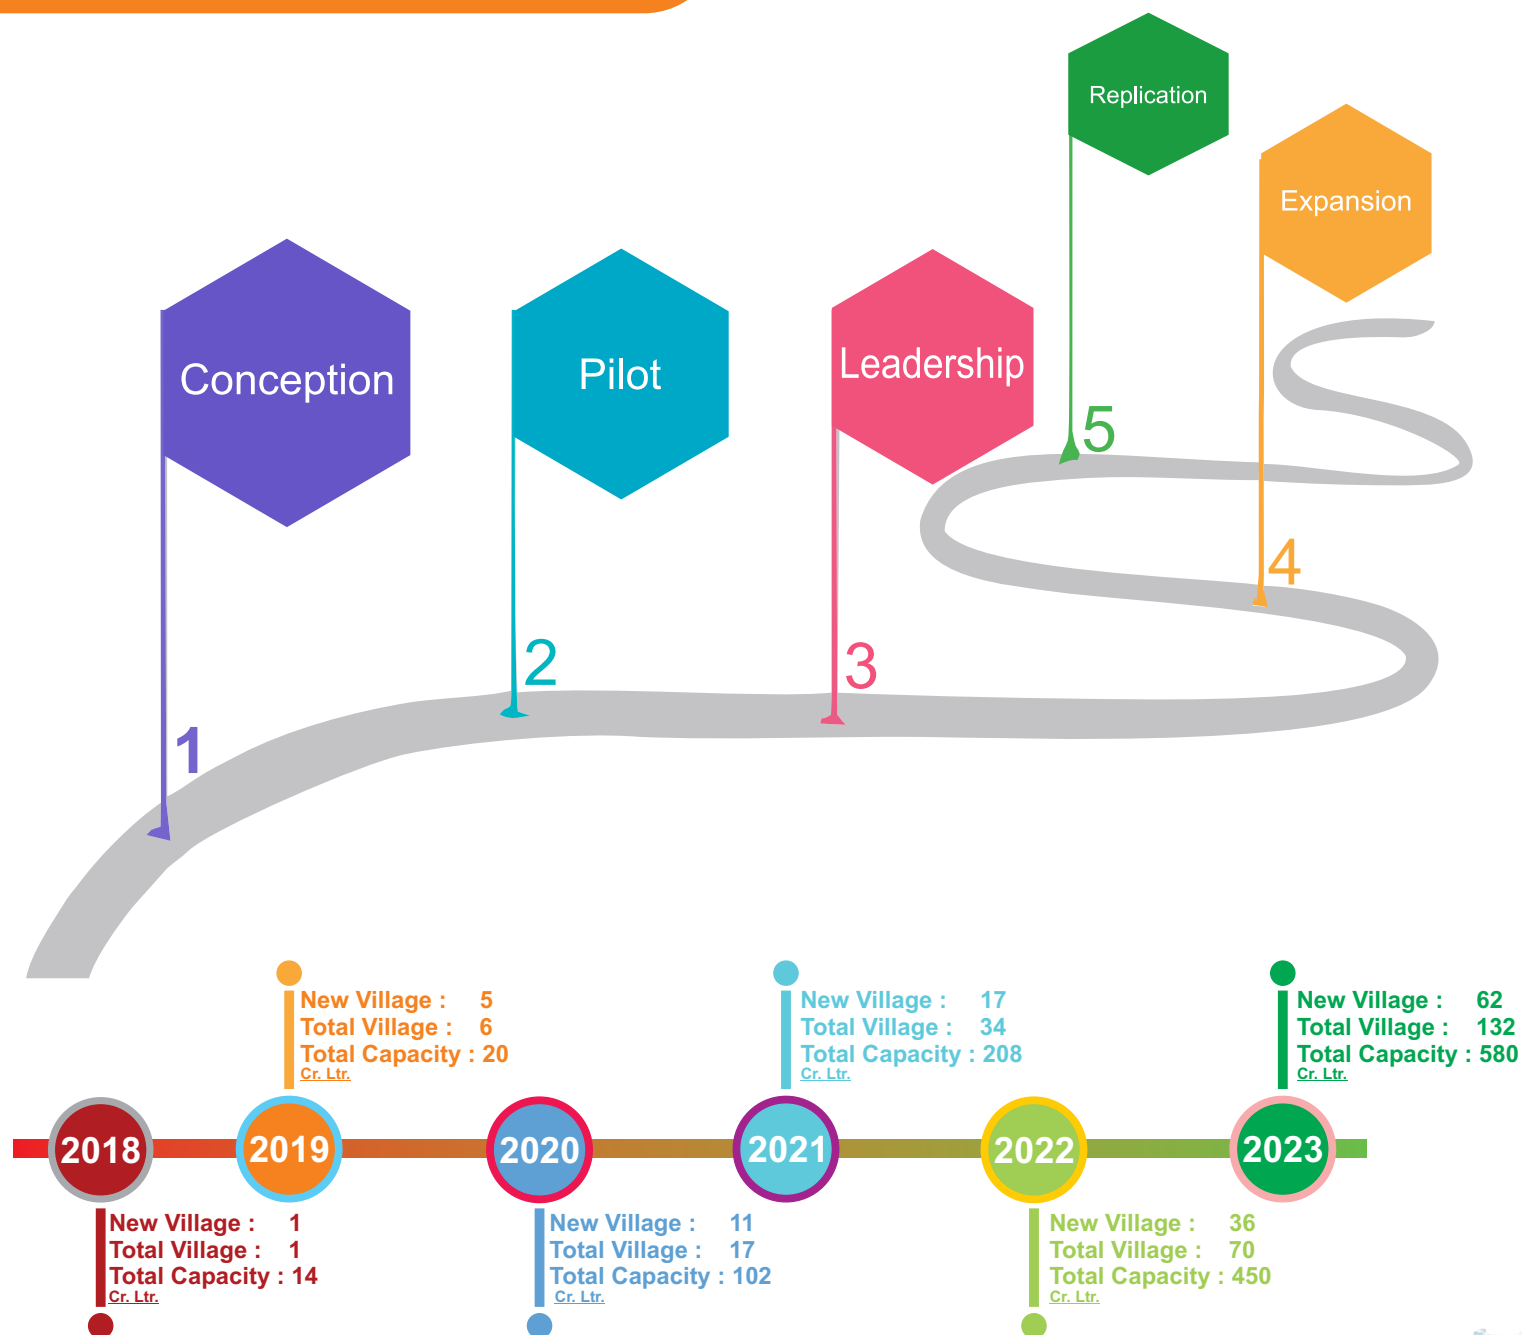 Replication
Expansion
Conception
Pilot
Leadership
5
4
2
3
1
New Village : 5
Total Village : 6
Total Capacity : 20
Cr. Ltr.
New Village : 17
Total Village : 34
Total Capacity : 208
Cr. Ltr.
New Village : 62
Total Village : 132
Total Capacity : 580
Cr. Ltr.
2018
2019
2020
2021
2022
2023
New Village : 1
Total Village : 1
Total Capacity : 14
Cr. Ltr.
New Village : 11
Total Village : 17
Total Capacity : 102
Cr. Ltr.
New Village : 36
Total Village : 70
Total Capacity : 450
Cr. Ltr.